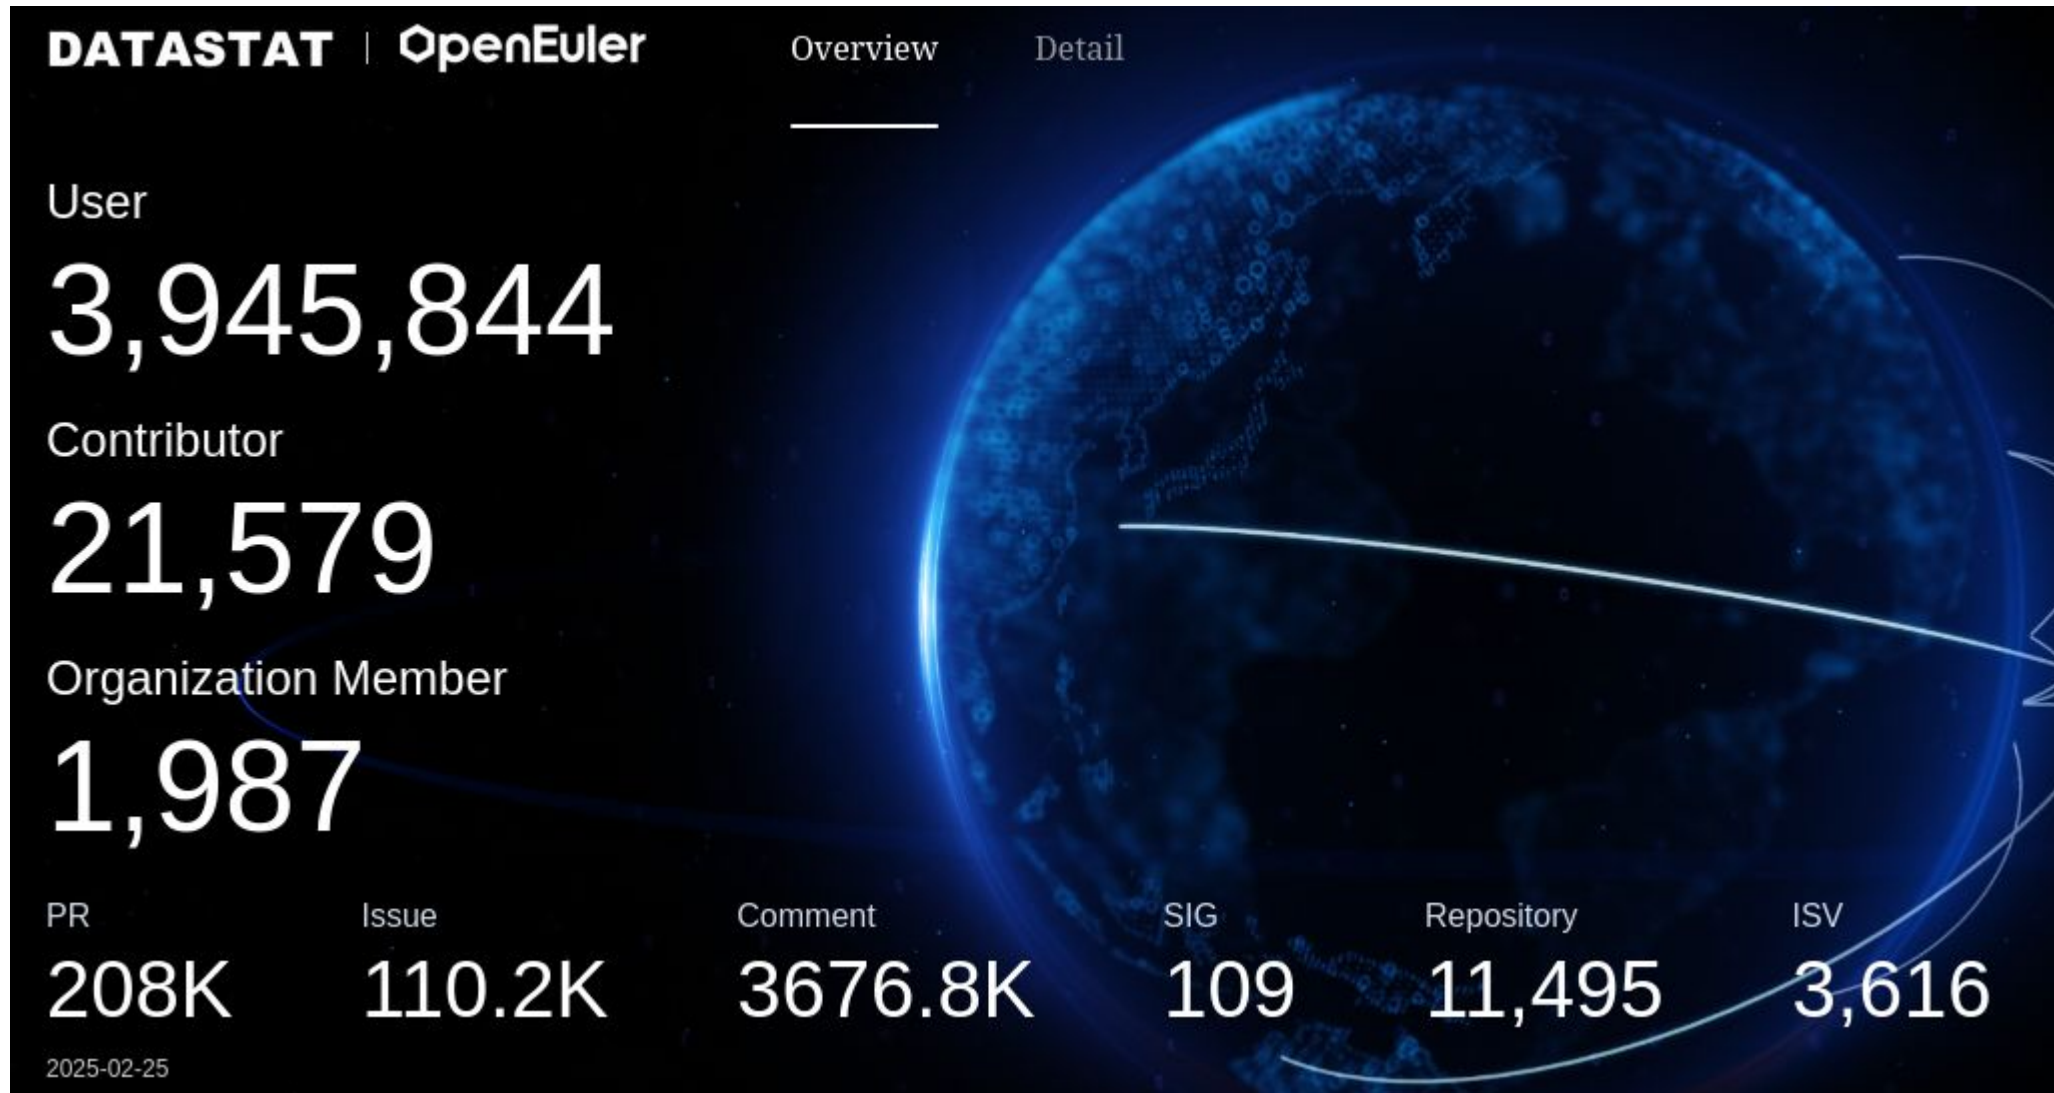 DATASTAT | OpenEuler Overview Detail
User
3,945,844
Contributor
21,579
Organization Member
1,987
PR Issue Comment SIG Repository ISV
208K 110.2K 3676.8K 109 11,495 3,616
2025-02-25